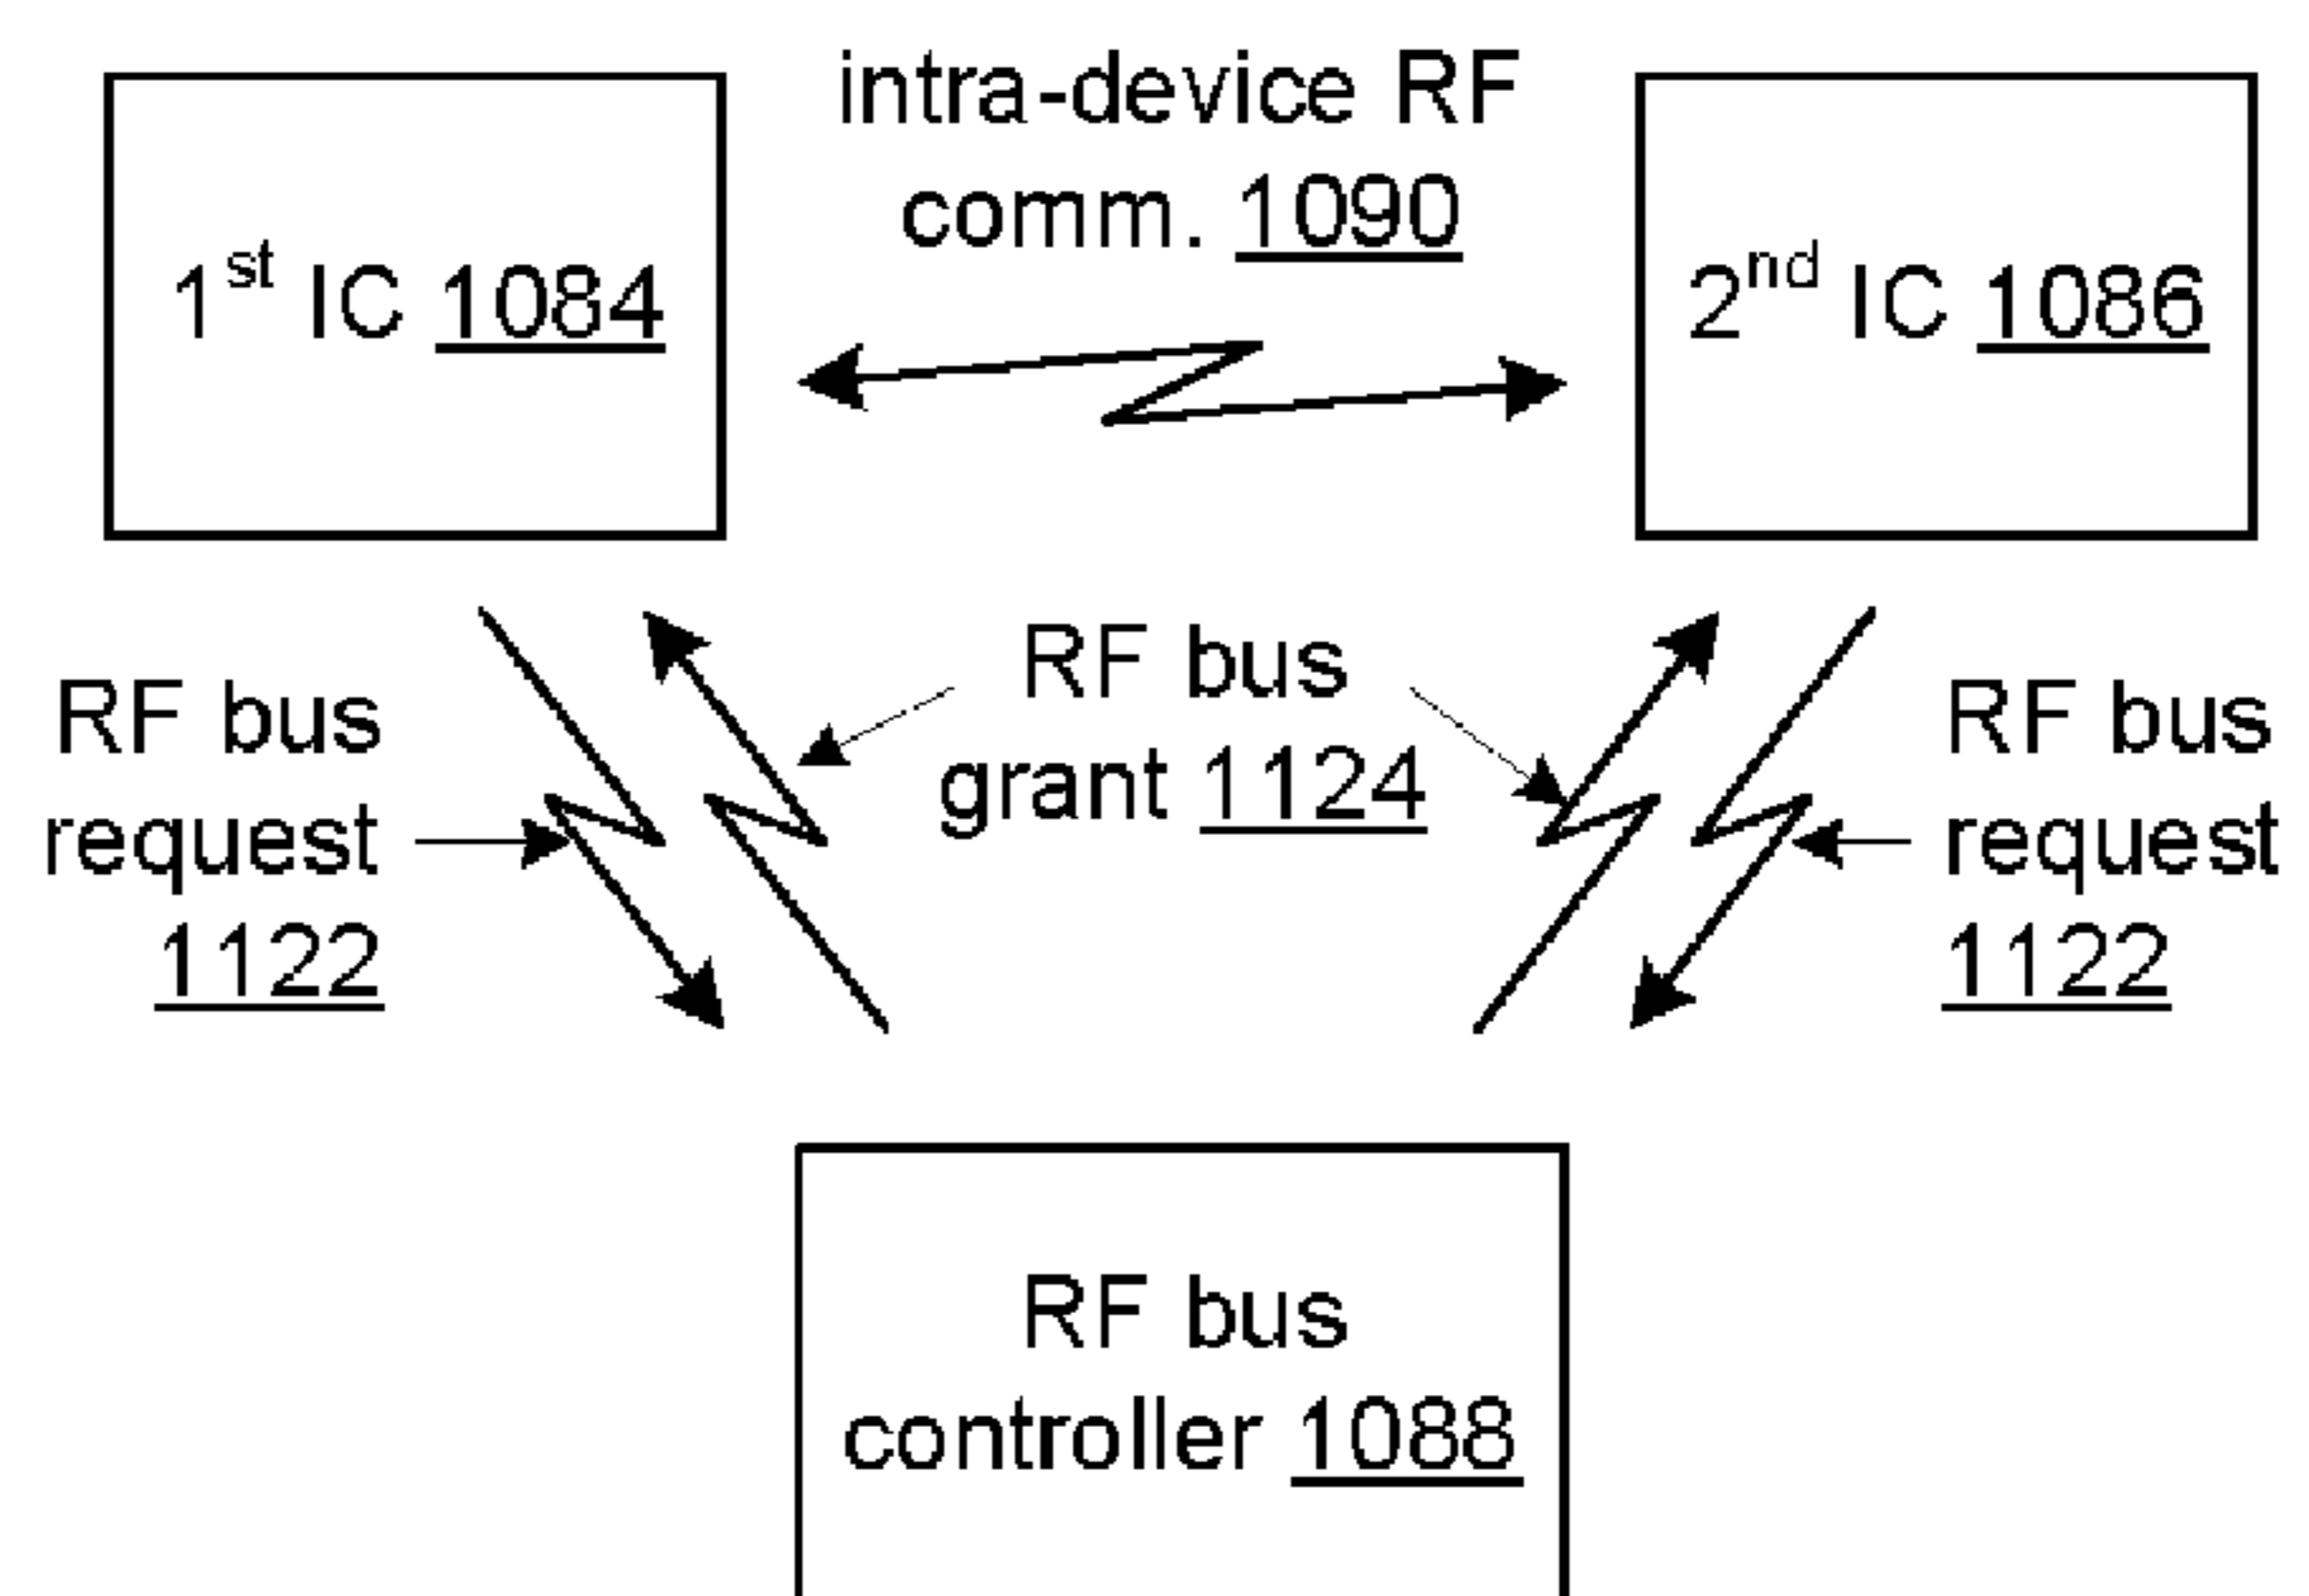 intra-device RF
comm. 1090
1st IC 1084
2nd IC 1086
RF bus
request
1122
RF bus
grant 1124
RF bus
request
1122
RF bus
controller 1088